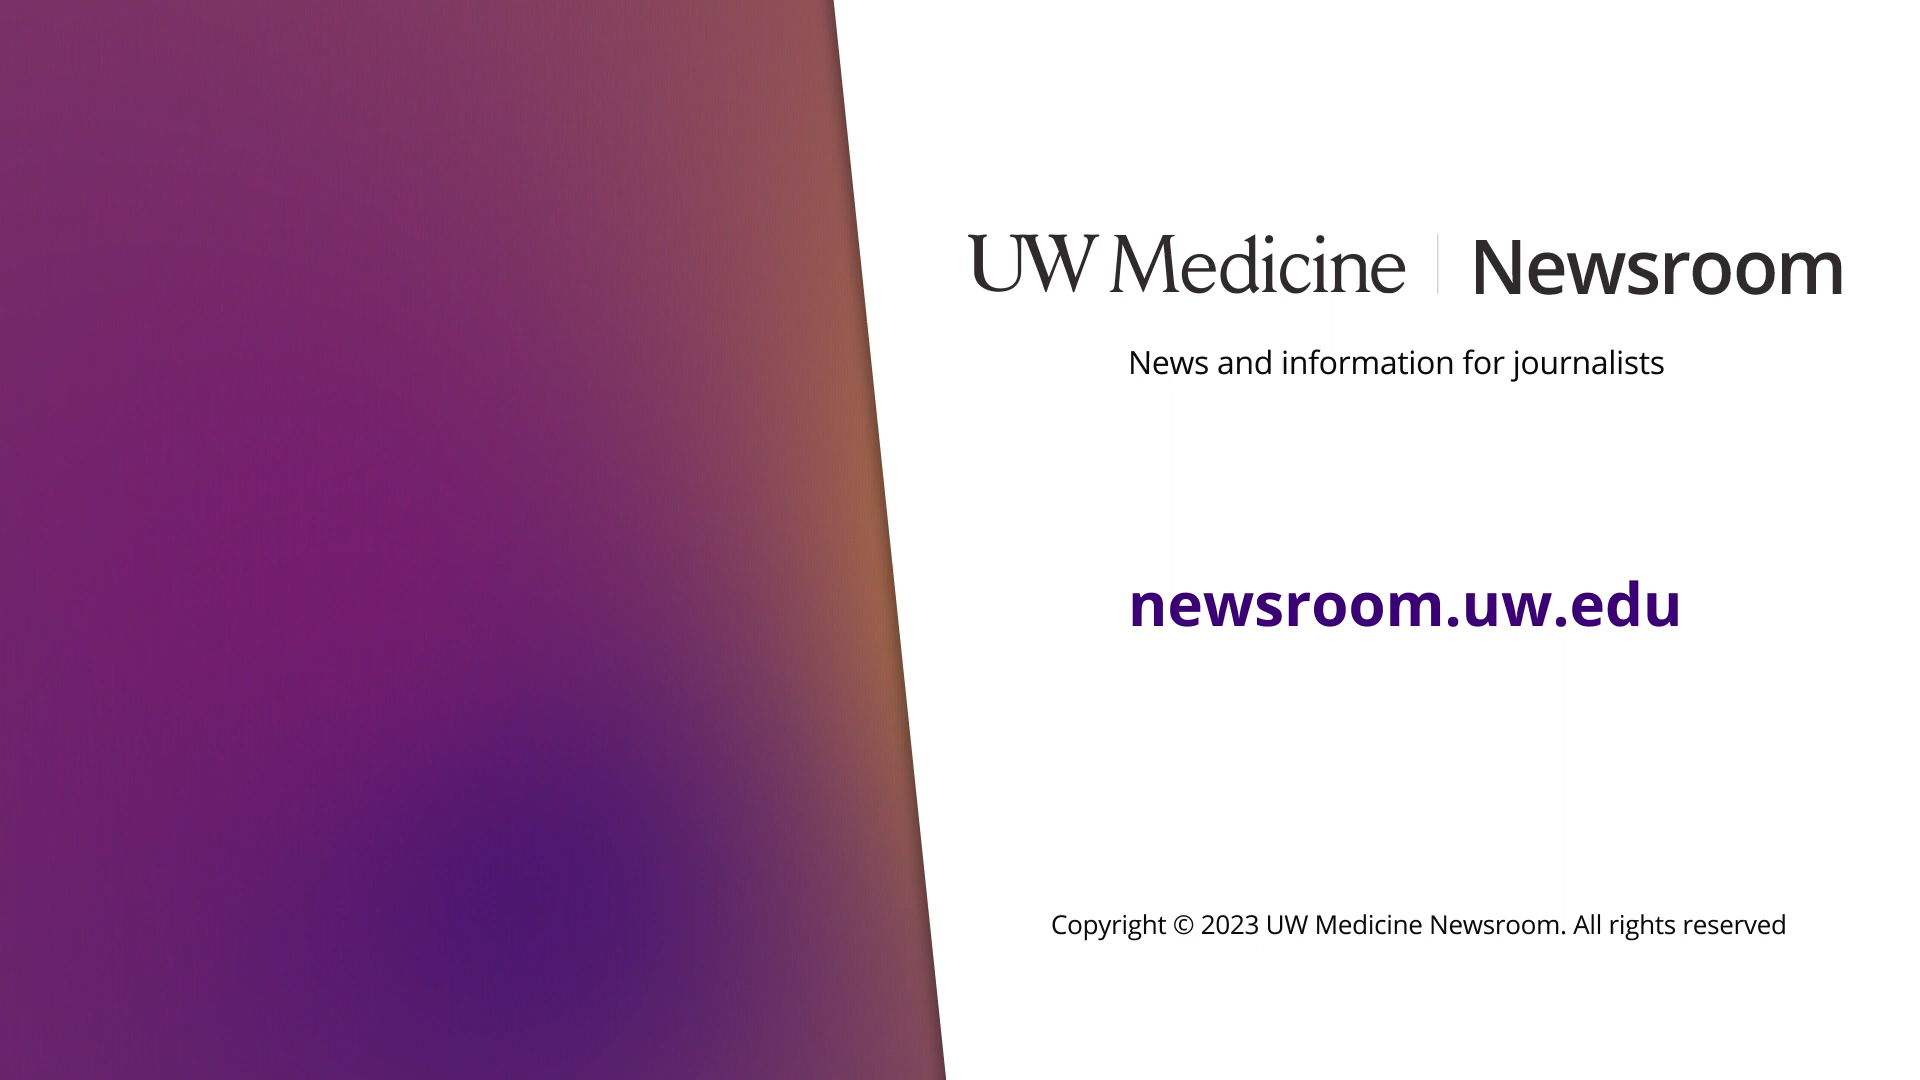 UW Medicine | Newsroom
News and information for journalists
newsroom.uw.edu
Copyright © 2023 UW Medicine Newsroom. All rights reserved